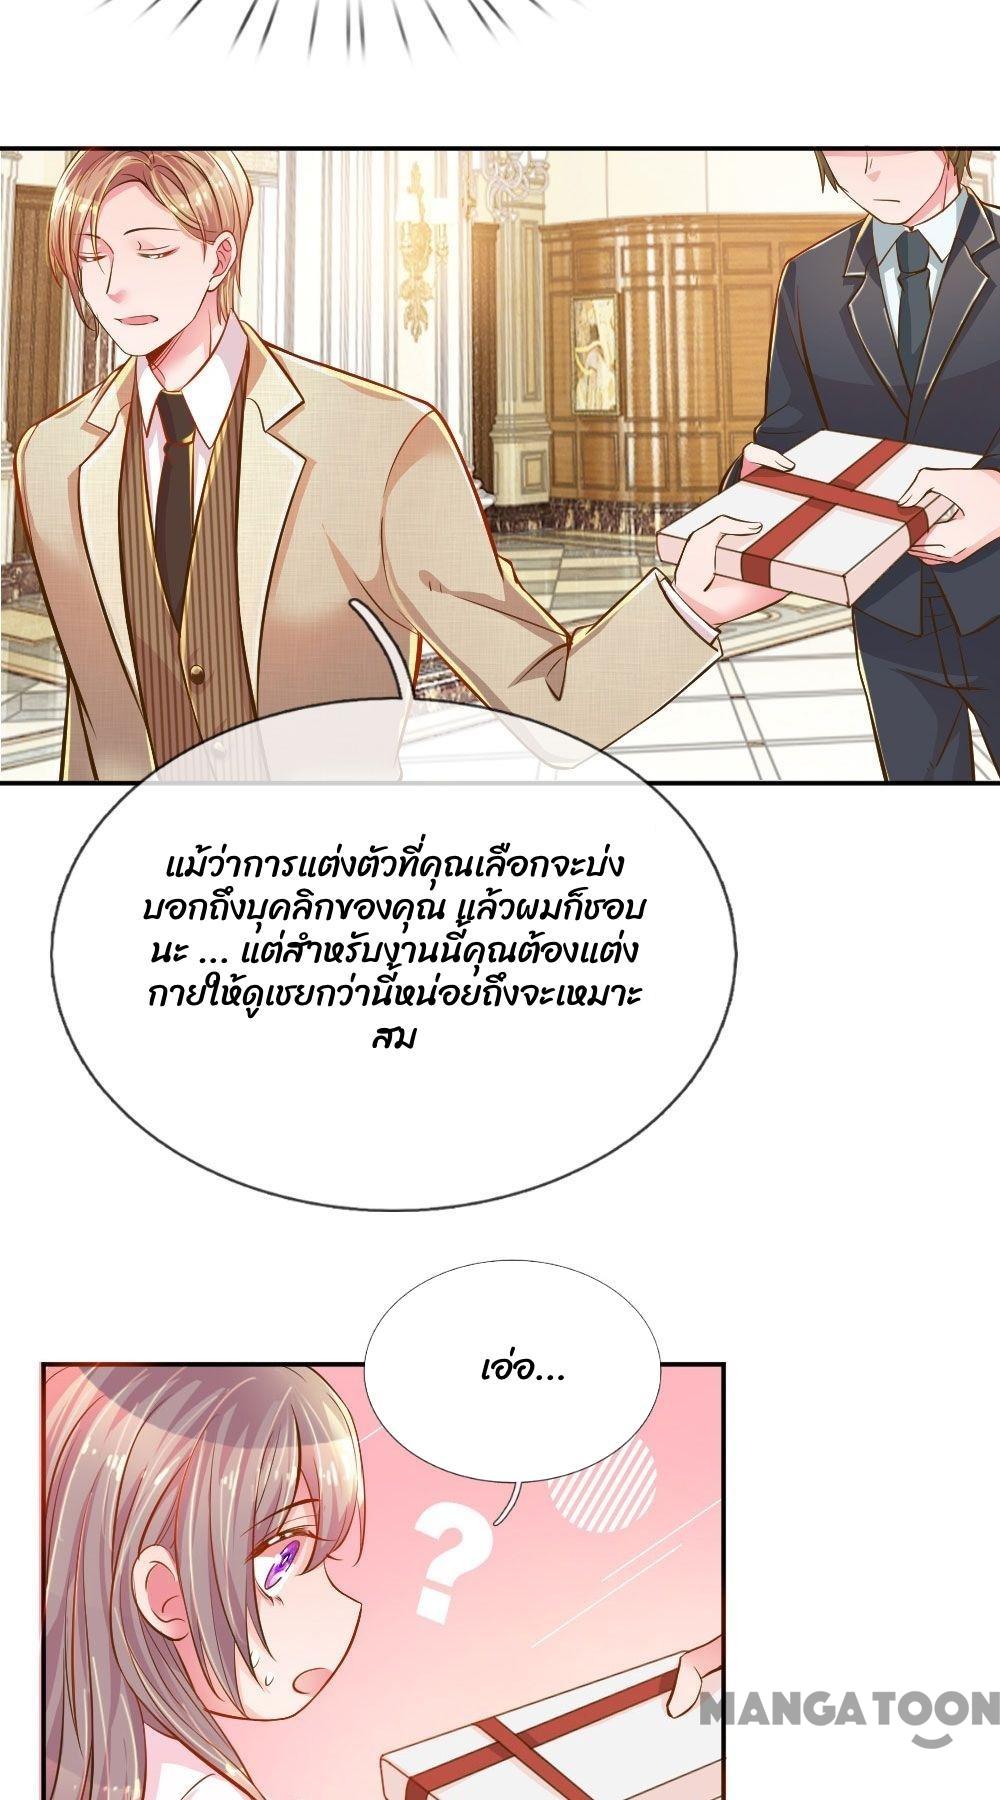 แม้ว่าการแต่งตัวที่คุณเลือกจะบ่ง
บอกถึงบุคลิกของคุณ แล้วผมก็ชอบ
นะ ... แต่สำหรับงานนี้คุณต้องแต่ง
กายให้ดูเชยกว่านี้หน่อยถึงจะเหมาะ
สม
เอ่อ...
?
MANGATOON